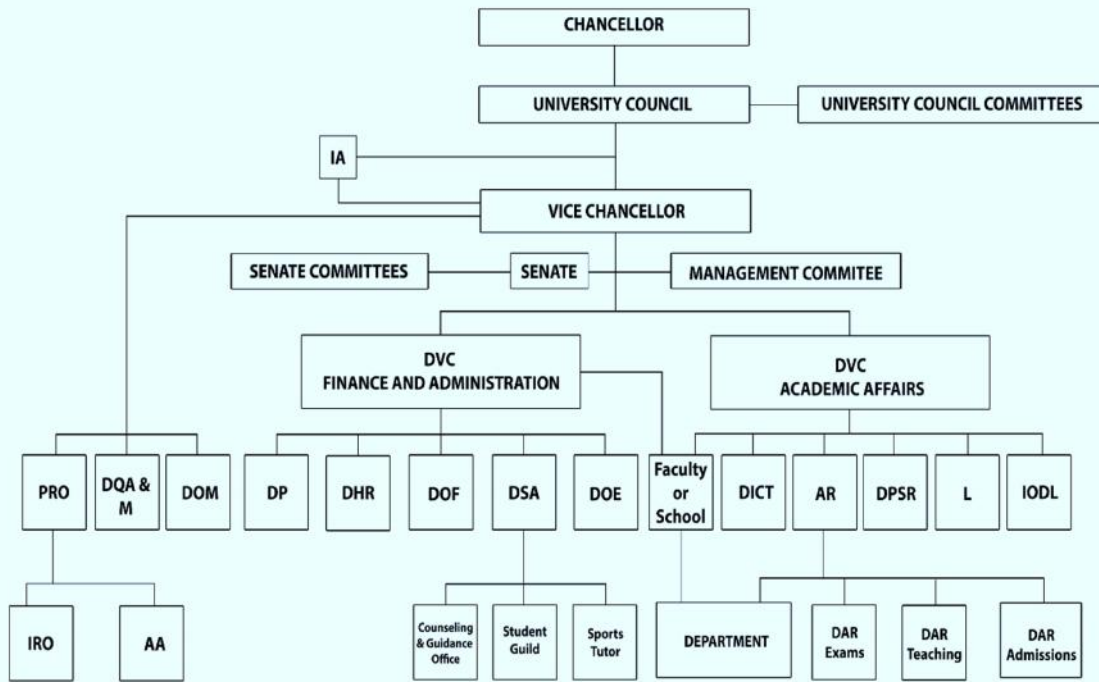 CHANCELLOR
UNIVERSITY COUNCIL
UNIVERSITY COUNCIL COMMITTEES
IA
VICE CHANCELLOR
SENATE COMMITTEES
SENATE
MANAGEMENT COMMITEE
DVC
FINANCE AND ADMINISTRATION
DVC
ACADEMIC AFFAIRS
PRO
DQA &
M
DOM
DP
DHR
DOF
DSA
DOE
Faculty
or
School
DICT
AR
DPSR
L
IODL
IRO
AA
Counseling
& Guidance
Office
Student
Guild
Sports
Tutor
DEPARTMENT
DAR
Exams
DAR
Teaching
DAR
Admissions